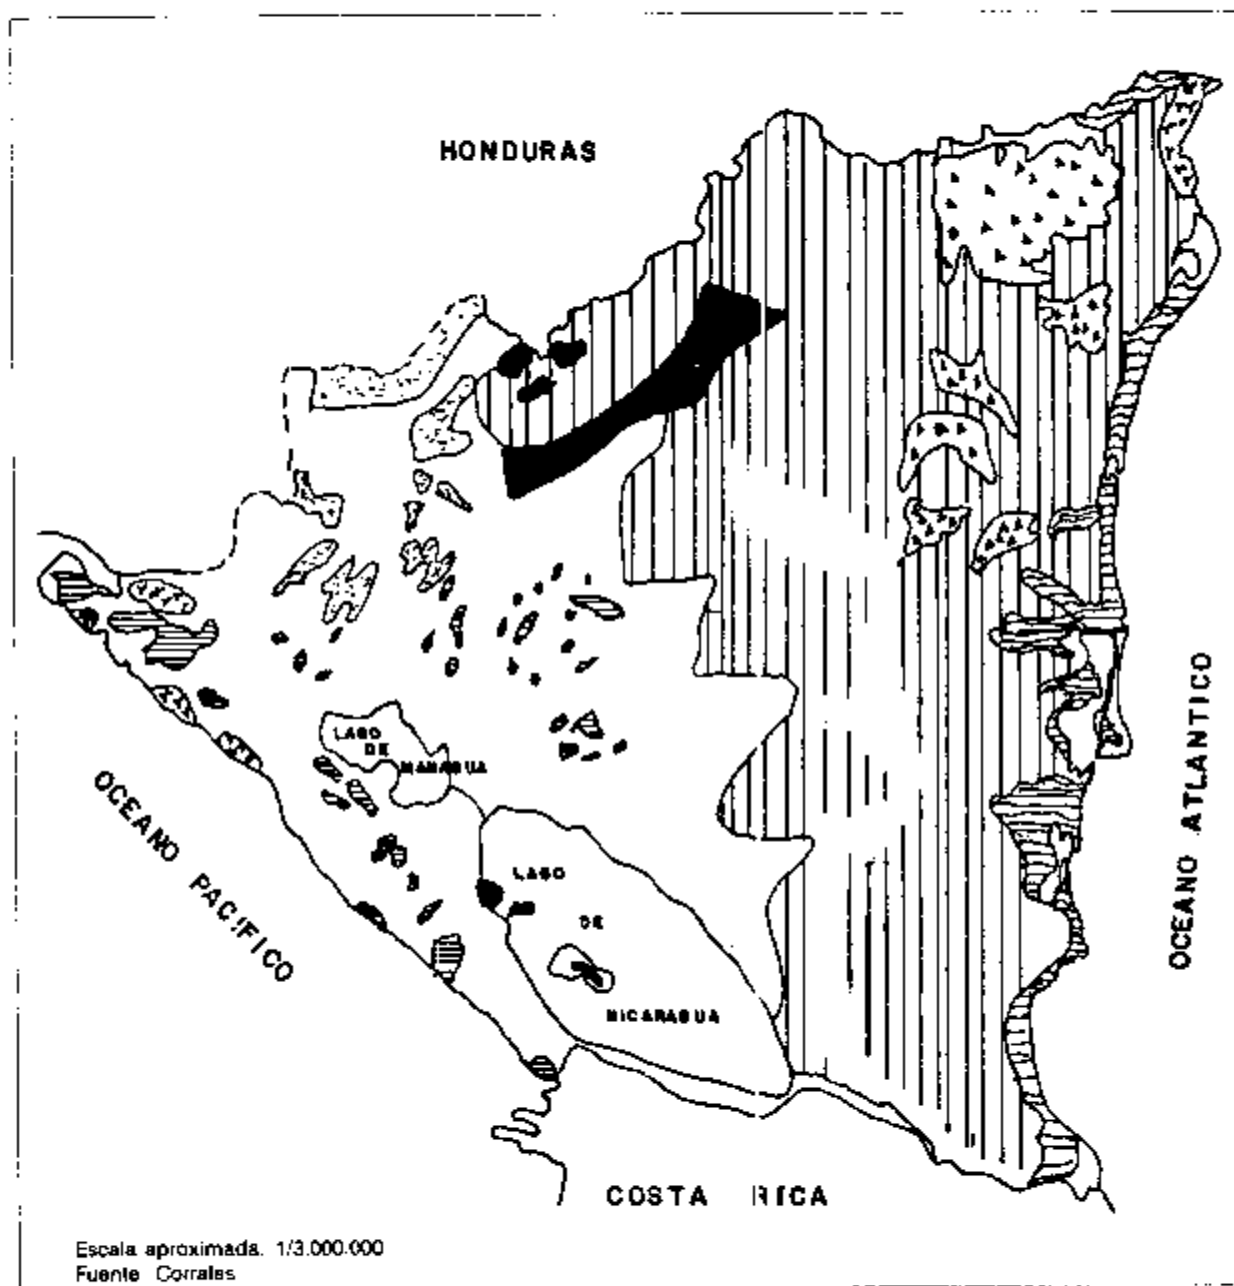 HONDURAS
LAGO
DE
MANAGUA
OCEANO PACIFICO
LAGO
DE
NICARAGUA
OCEANO ATLANTICO
COSTA RICA
Escala aproximada. 1/3.000.000
Fuente Corrales